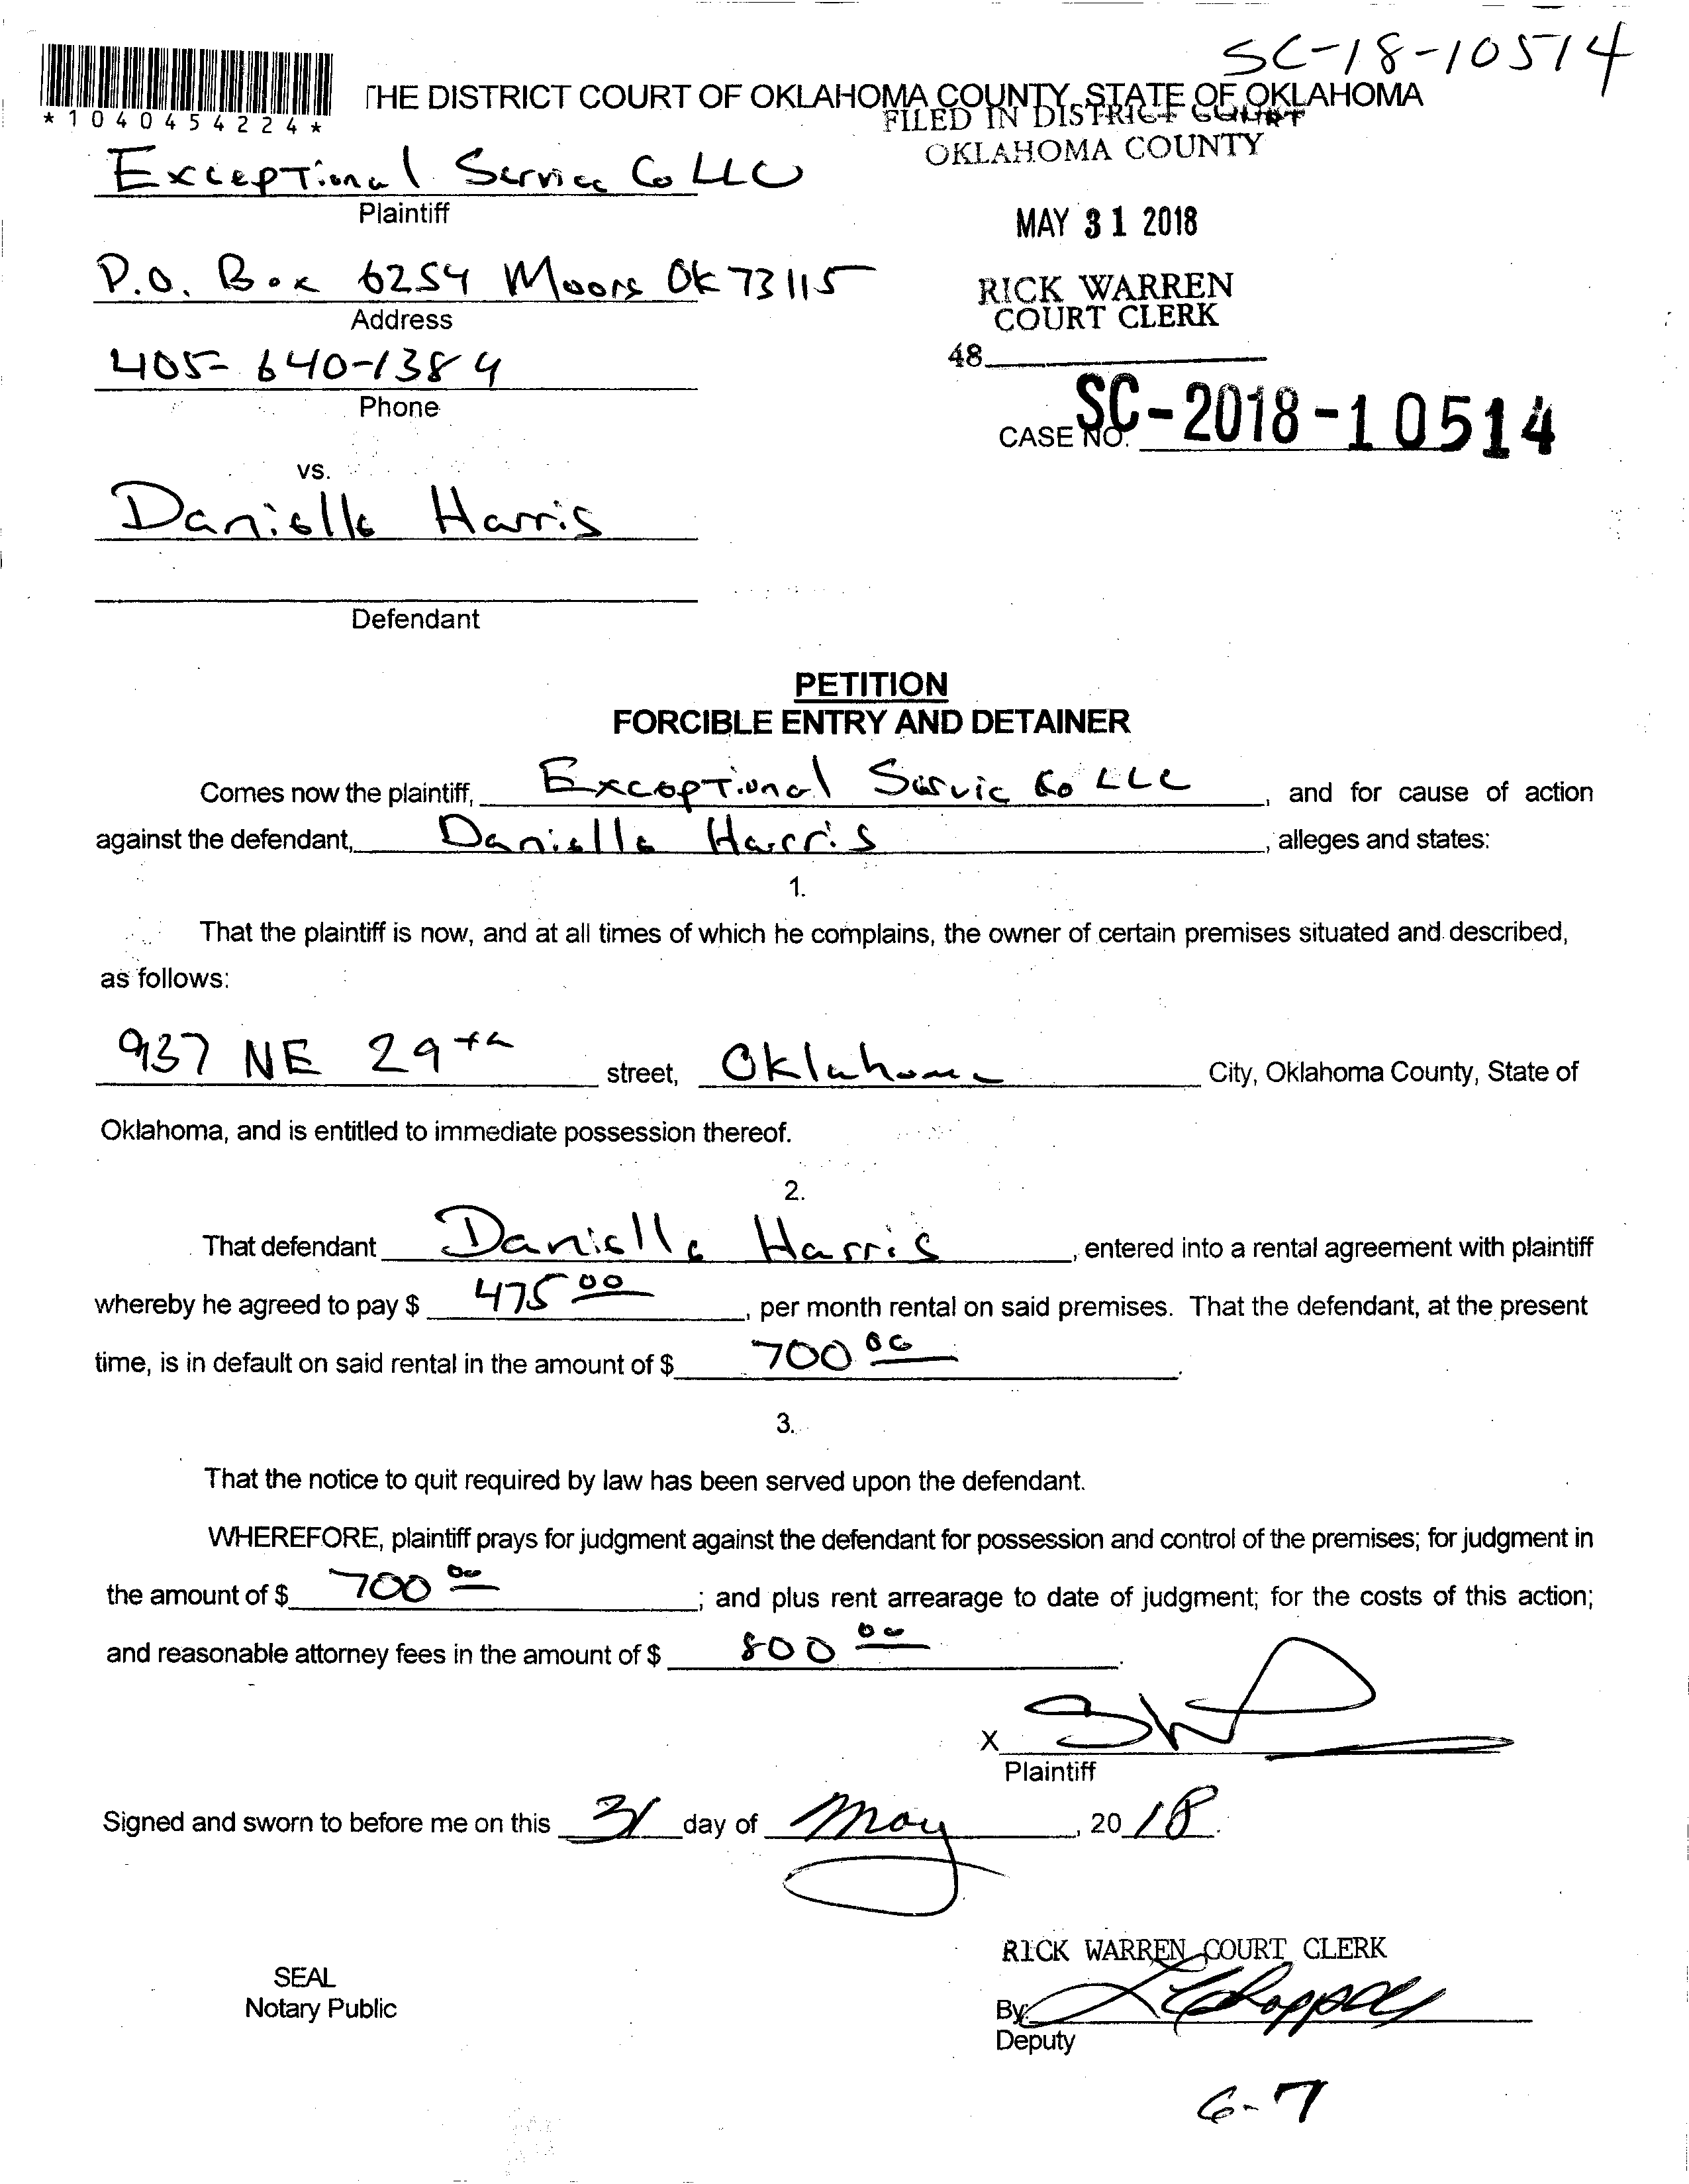 SC-18-10514
*1040454224*
THE DISTRICT COURT OF OKLAHOMA COUNTY, STATE OF OKLAHOMA
FILED IN DISTRICT COURT
OKLAHOMA COUNTY
Exceptional Service Co LLC
Plaintiff
MAY 31 2018
P.O. Box 6254 Moore Ok 73115
Address
RICK WARREN
COURT CLERK
405-640-1384
Phone
48
CASE NO. SC-2018-10514
vs.
Danielle Harris
Defendant
PETITION
FORCIBLE ENTRY AND DETAINER
Comes now the plaintiff, Exceptional Servic Co LLC, and for cause of action
against the defendant, Danielle Harris, alleges and states:
1.
That the plaintiff is now, and at all times of which he complains, the owner of certain premises situated and described,
as follows:
937 NE 29th street, Oklahoma City, Oklahoma County, State of
Oklahoma, and is entitled to immediate possession thereof.
2.
That defendant Danielle Harris, entered into a rental agreement with plaintiff
whereby he agreed to pay $ 475 00, per month rental on said premises. That the defendant, at the present
time, is in default on said rental in the amount of $ 700 00.
3.
That the notice to quit required by law has been served upon the defendant.
WHEREFORE, plaintiff prays for judgment against the defendant for possession and control of the premises; for judgment in
the amount of $ 700 00; and plus rent arrearage to date of judgment; for the costs of this action;
and reasonable attorney fees in the amount of $ 800 00.
X
Plaintiff
Signed and sworn to before me on this 31 day of May, 20 18.
RICK WARREN COURT CLERK
SEAL
Notary Public
By:
Deputy
6-7